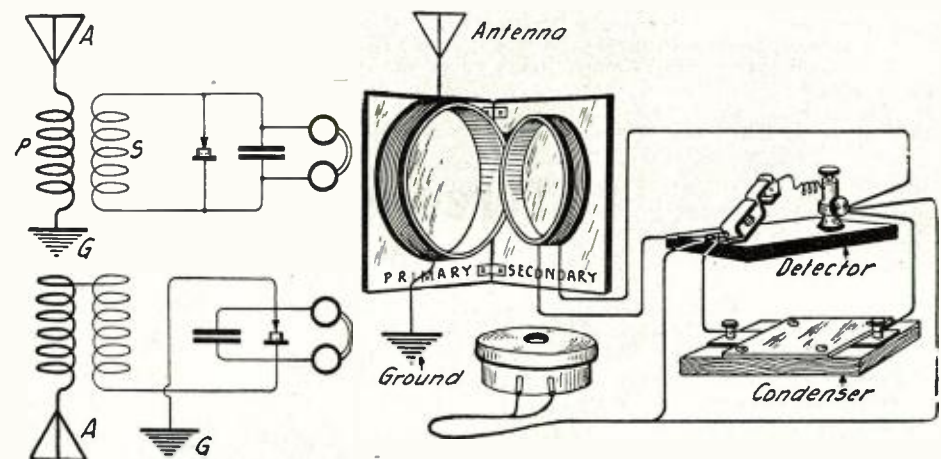 A
P
S
G
A
G
Antenna
PRIMARY
SECONDARY
Ground
Detector
Condenser